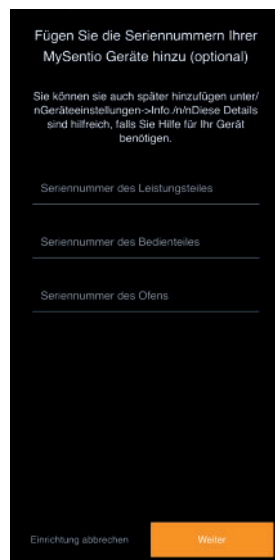 Fügen Sie die Seriennummern Ihrer
MySentio Geräte hinzu (optional)
Sie können sie auch später hinzufügen unter/
nGeräteeinstellungen->Info./n/nDiese Details
sind hilfreich, falls Sie Hilfe für Ihr Gerät
benötigen.
Seriennummer des Leistungsteiles
Seriennummer des Bedienteiles
Seriennummer des Ofens
Einrichtung abbrechen
Weiter